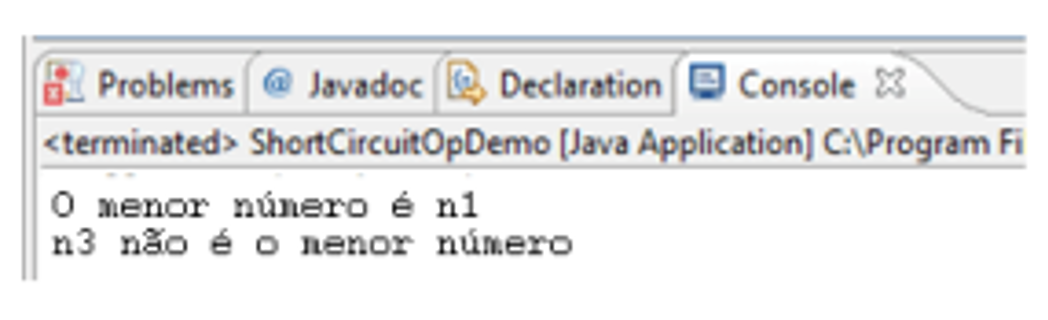 Problems @ Javadoc Declaration Console
<terminated> ShortCircuitOpDemo [Java Application] C:\Program Fi
O menor número é n1
n3 não é o menor número